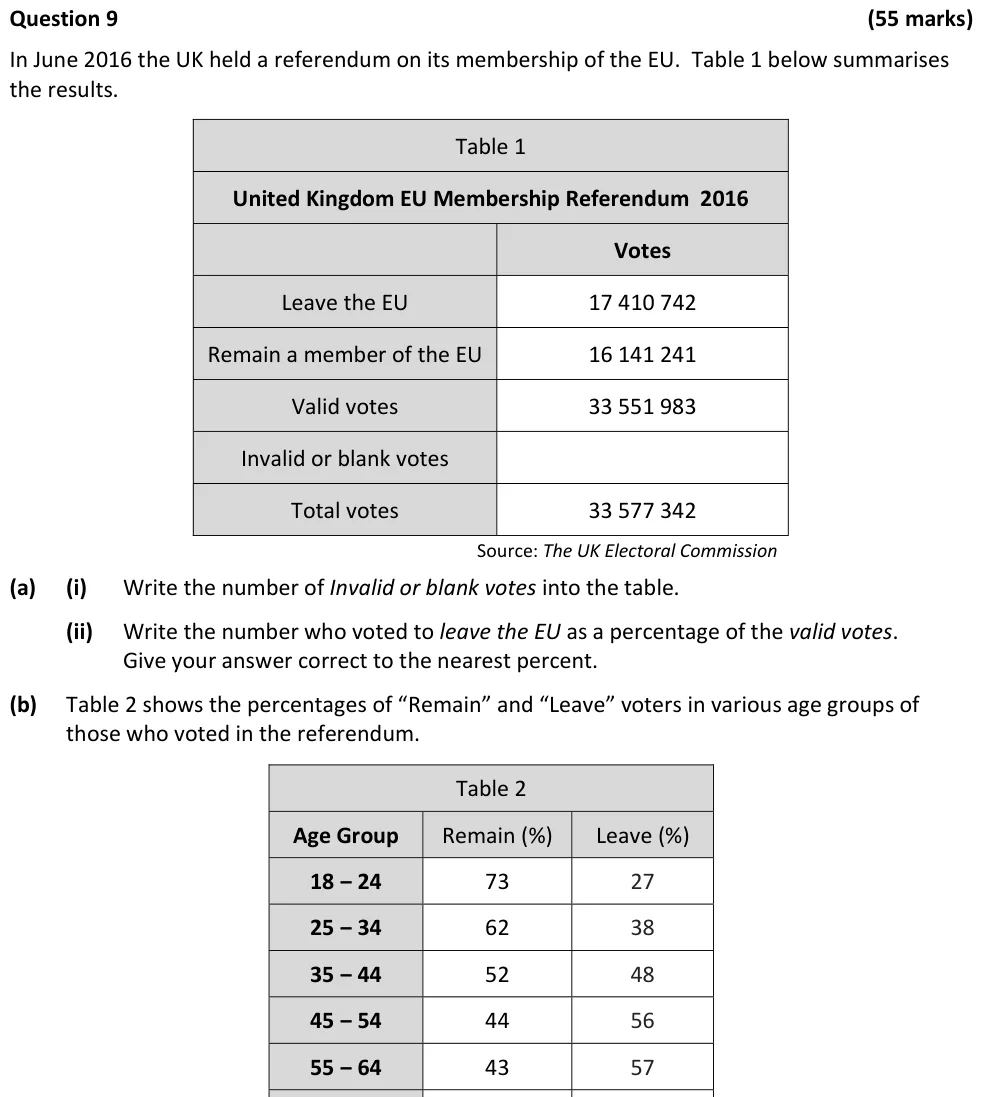 Question 9 (55 marks)
In June 2016 the UK held a referendum on its membership of the EU. Table 1 below summarises
the results.
Table 1
United Kingdom EU Membership Referendum 2016
Votes
Leave the EU 17 410 742
Remain a member of the EU 16 141 241
Valid votes 33 551 983
Invalid or blank votes
Total votes 33 577 342
Source: The UK Electoral Commission
(a) (i) Write the number of Invalid or blank votes into the table.
(ii) Write the number who voted to leave the EU as a percentage of the valid votes.
Give your answer correct to the nearest percent.
(b) Table 2 shows the percentages of “Remain” and “Leave” voters in various age groups of
those who voted in the referendum.
Table 2
Age Group Remain (%) Leave (%)
18 – 24 73 27
25 – 34 62 38
35 – 44 52 48
45 – 54 44 56
55 – 64 43 57